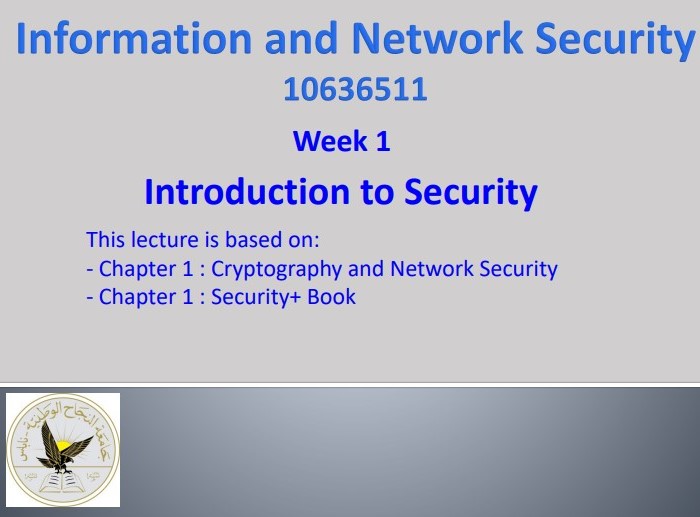 Information and Network Security
10636511
Week 1
Introduction to Security
This lecture is based on:
- Chapter 1 : Cryptography and Network Security
- Chapter 1 : Security+ Book
جامعة النجاح الوطنية - نابلس